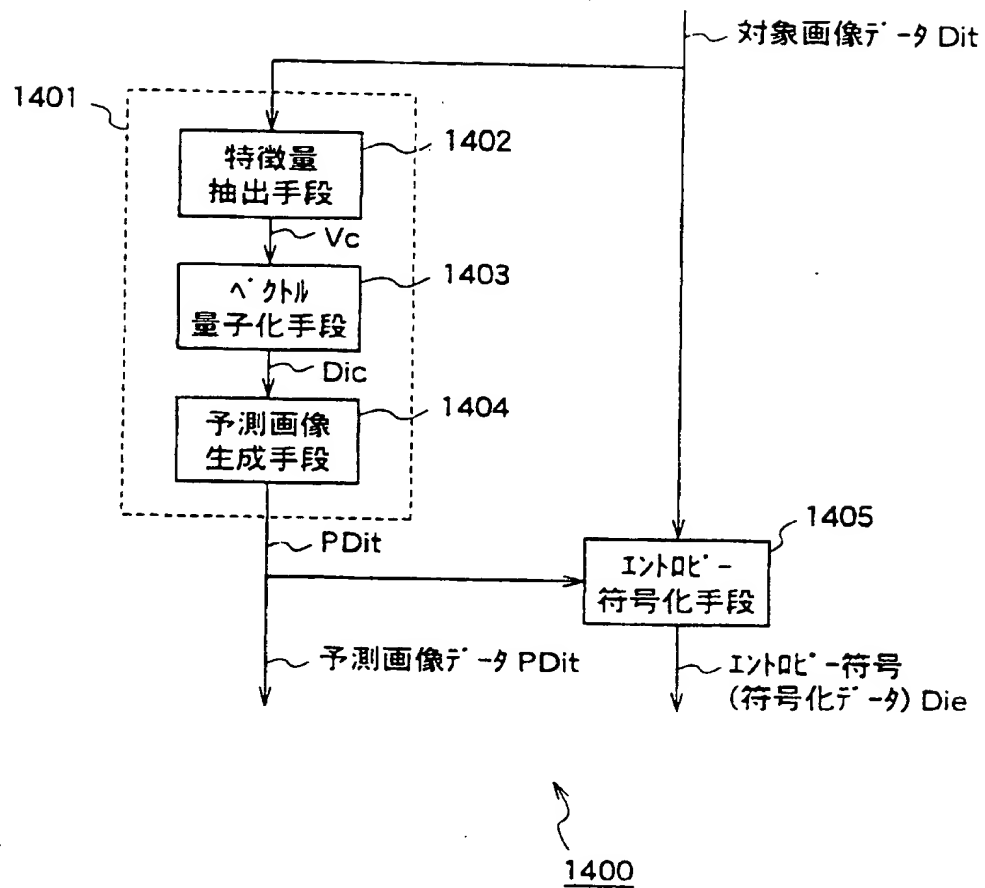 対象画像ﾃﾞｰﾀ Dit
1401
1402
特徴量
抽出手段
Vc
1403
ﾍﾞｸﾄﾙ
量子化手段
Dic
1404
予測画像
生成手段
PDit
1405
ｴﾝﾄﾛﾋﾟｰ
符号化手段
予測画像ﾃﾞｰﾀ PDit
ｴﾝﾄﾛﾋﾟｰ符号
(符号化ﾃﾞｰﾀ) Die
1400